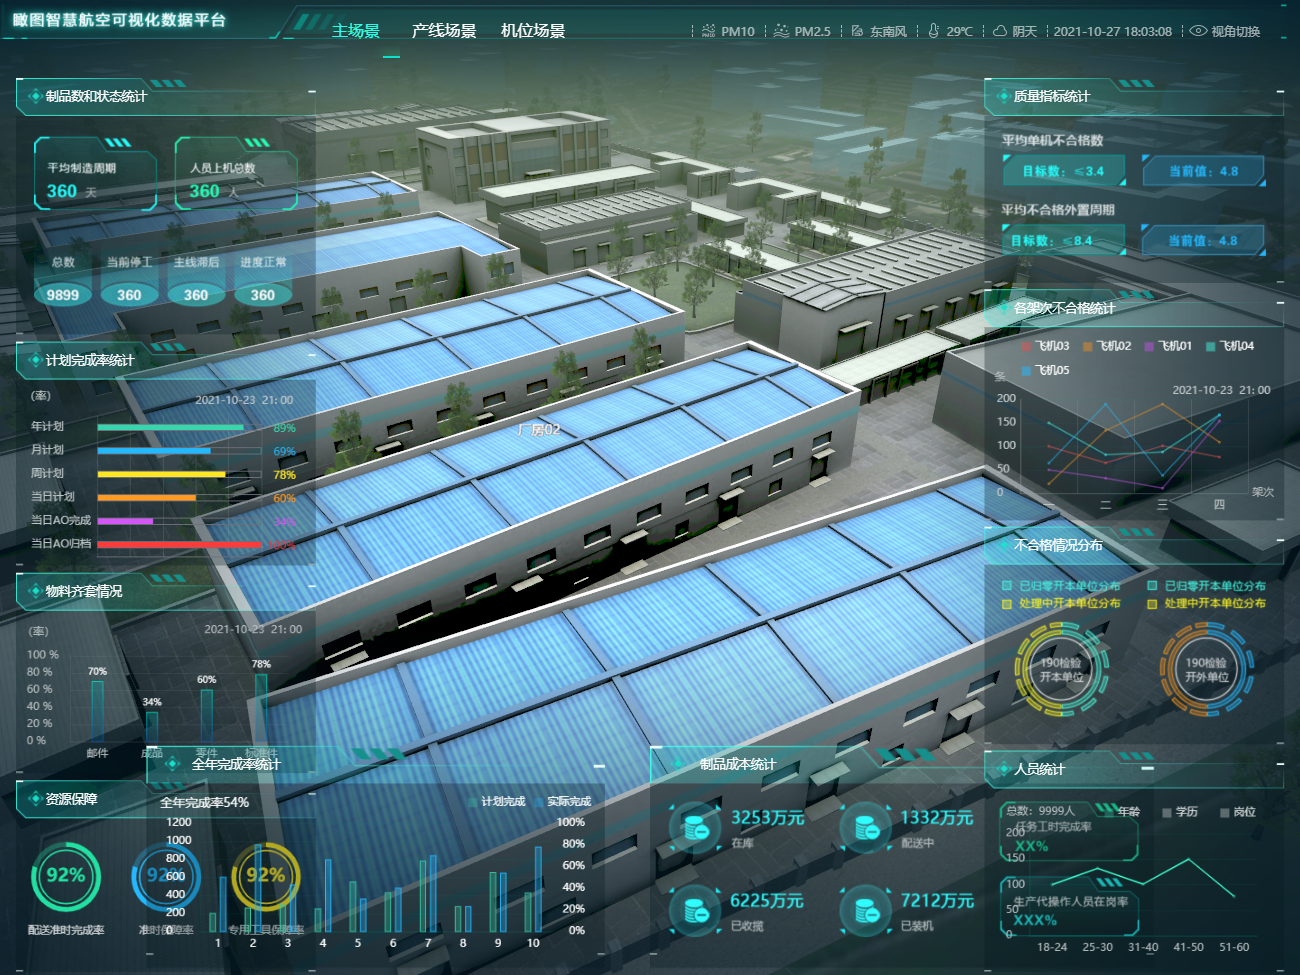 瞰图智慧航空可视化数据平台
主场景 产线场景 机位场景
PM10 PM2.5 东南风 29℃ 阴天 2021-10-27 18:03:08 视角切换
制品数和状态统计
平均制造周期
360 天
人员上机总数
360 人
总数 当前停工 主线滞后 进度正常
9899 360 360 360
计划完成率统计
(率) 2021-10-23 21:00
年计划 89%
月计划 69%
周计划 78%
当日计划 60%
当日AO完成 34%
当日AO归档 100%
物料齐套情况
(率) 2021-10-23 21:00
100 %
80 %
60 %
40 %
20 %
0 %
70% 34% 60% 78%
邮件 成品 零件 标准件
资源保障
92% 92% 92%
配送准时完成率 准时保障率 专用工具保障率
全年完成率统计
全年完成率54%
计划完成 实际完成
1200
1000
800
600
400
200
0
100%
80%
60%
40%
20%
0%
1 2 3 4 5 6 7 8 9 10
厂房02
制品成本统计
3253万元
在库
1332万元
配送中
6225万元
已收揽
7212万元
已装机
质量指标统计
平均单机不合格数
目标数：≤3.4 当前值：4.8
平均不合格外置周期
目标数：≤8.4 当前值：4.8
各架次不合格统计
飞机03 飞机02 飞机01 飞机04
飞机05
条
2021-10-23 21:00
200
150
100
50
0
二 三 四
架次
不合格情况分布
已归零开本单位分布 已归零开本单位分布
处理中开本单位分布 处理中开本单位分布
190检验
开本单位
190检验
开外单位
人员统计
总数：9999人
年龄 学历 岗位
任务工时完成率
XX%
生产代操作人员在岗率
XXX%
200
150
100
50
0
18-24 25-30 31-40 41-50 51-60